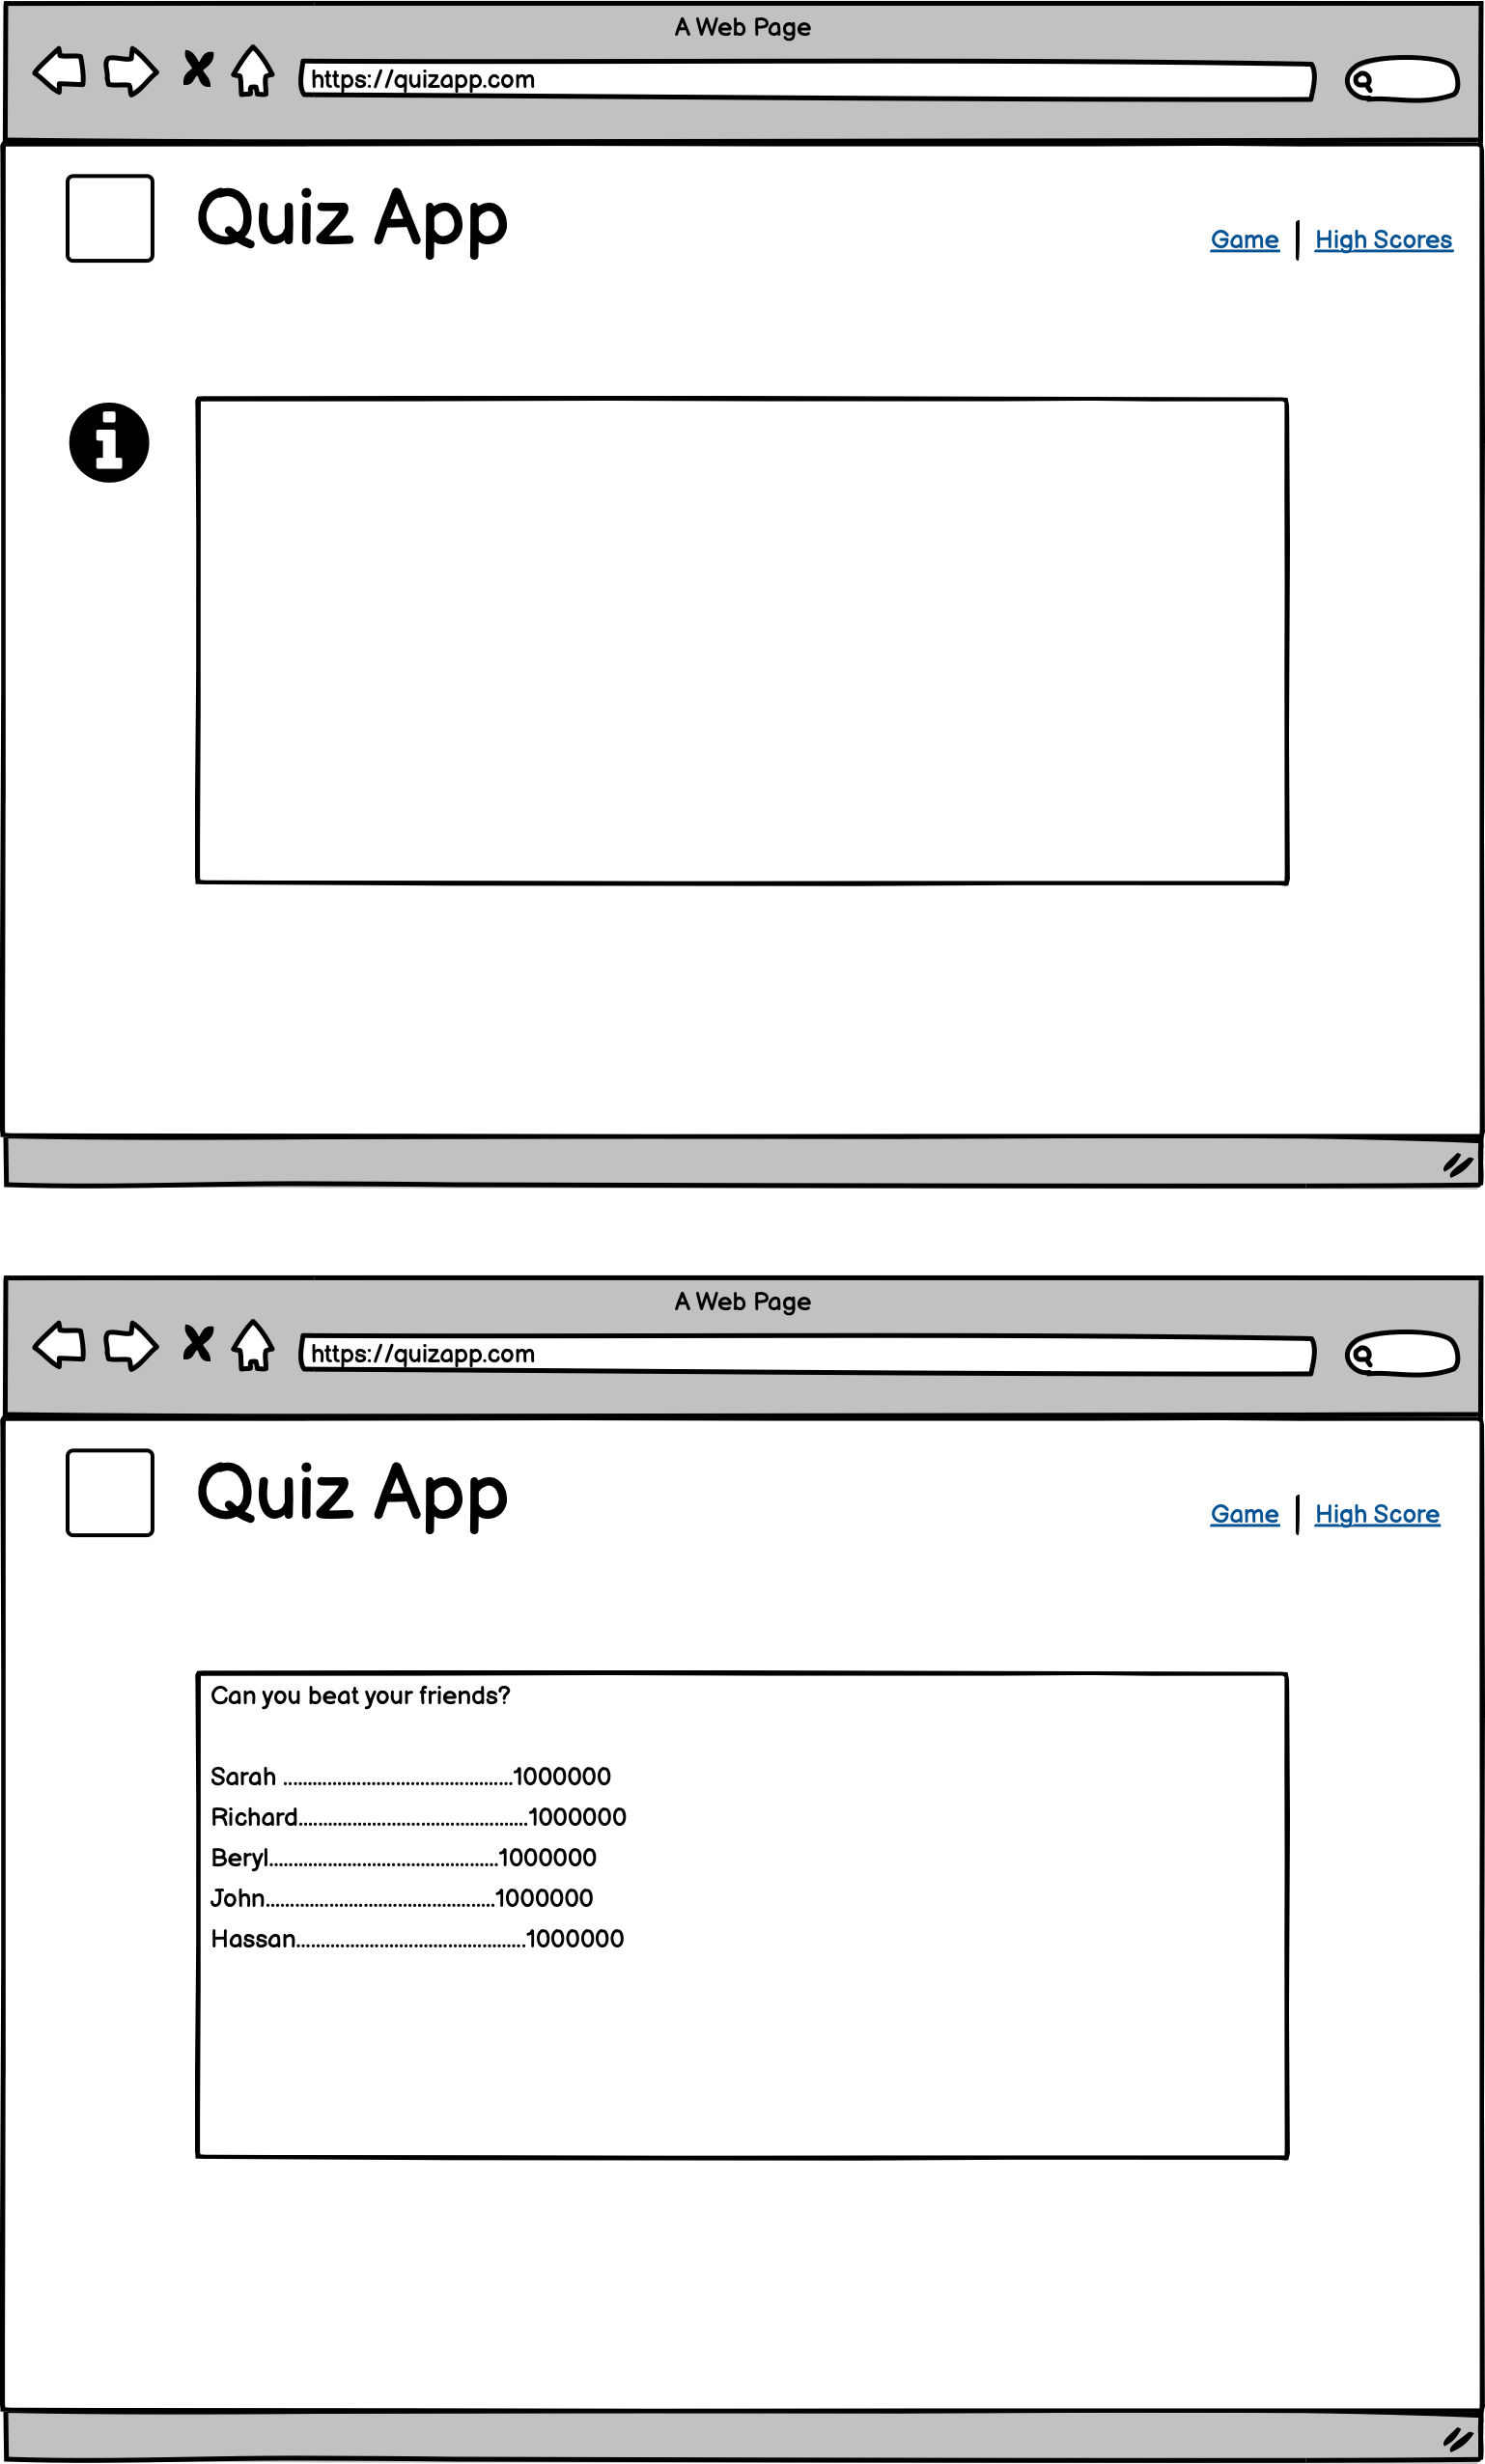 A Web Page
https://quizapp.com
Quiz App
Game | High Scores
A Web Page
https://quizapp.com
Quiz App
Game | High Score
Can you beat your friends?
Sarah ...............................................1000000
Richard...............................................1000000
Beryl...............................................1000000
John...............................................1000000
Hassan...............................................1000000